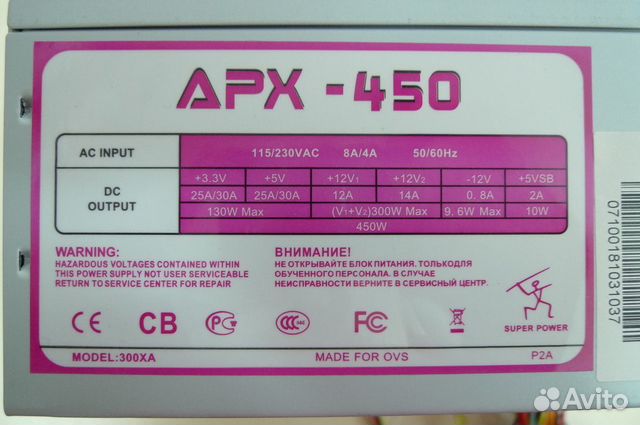 APX - 450
AC INPUT 115/230VAC 8A/4A 50/60Hz
DC OUTPUT +3.3V +5V +12V1 +12V2 -12V +5VSB
25A/30A 25A/30A 12A 14A 0. 8A 2A
130W Max (V1+V2)300W Max 9. 6W Max 10W
450W
WARNING:
HAZARDOUS VOLTAGES CONTAINED WITHIN
THIS POWER SUPPLY NOT USER SERVICEABLE
RETURN TO SERVICE CENTER FOR REPAIR
ВНИМАНИЕ!
НЕ ОТКРЫВАЙТЕ БЛОК ПИТАНИЯ. ТОЛЬКОДЛЯ
ОБУЧЕННОГО ПЕРСОНАЛА. В СЛУЧАЕ
НЕИСПРАВНОСТИ ВЕРНИТЕ В СЕРВИСНЫЙ ЦЕНТР.
CE CB PC CCC FC
SUPER POWER
MODEL:300XA MADE FOR OVS P2A
07100181031037
Avito